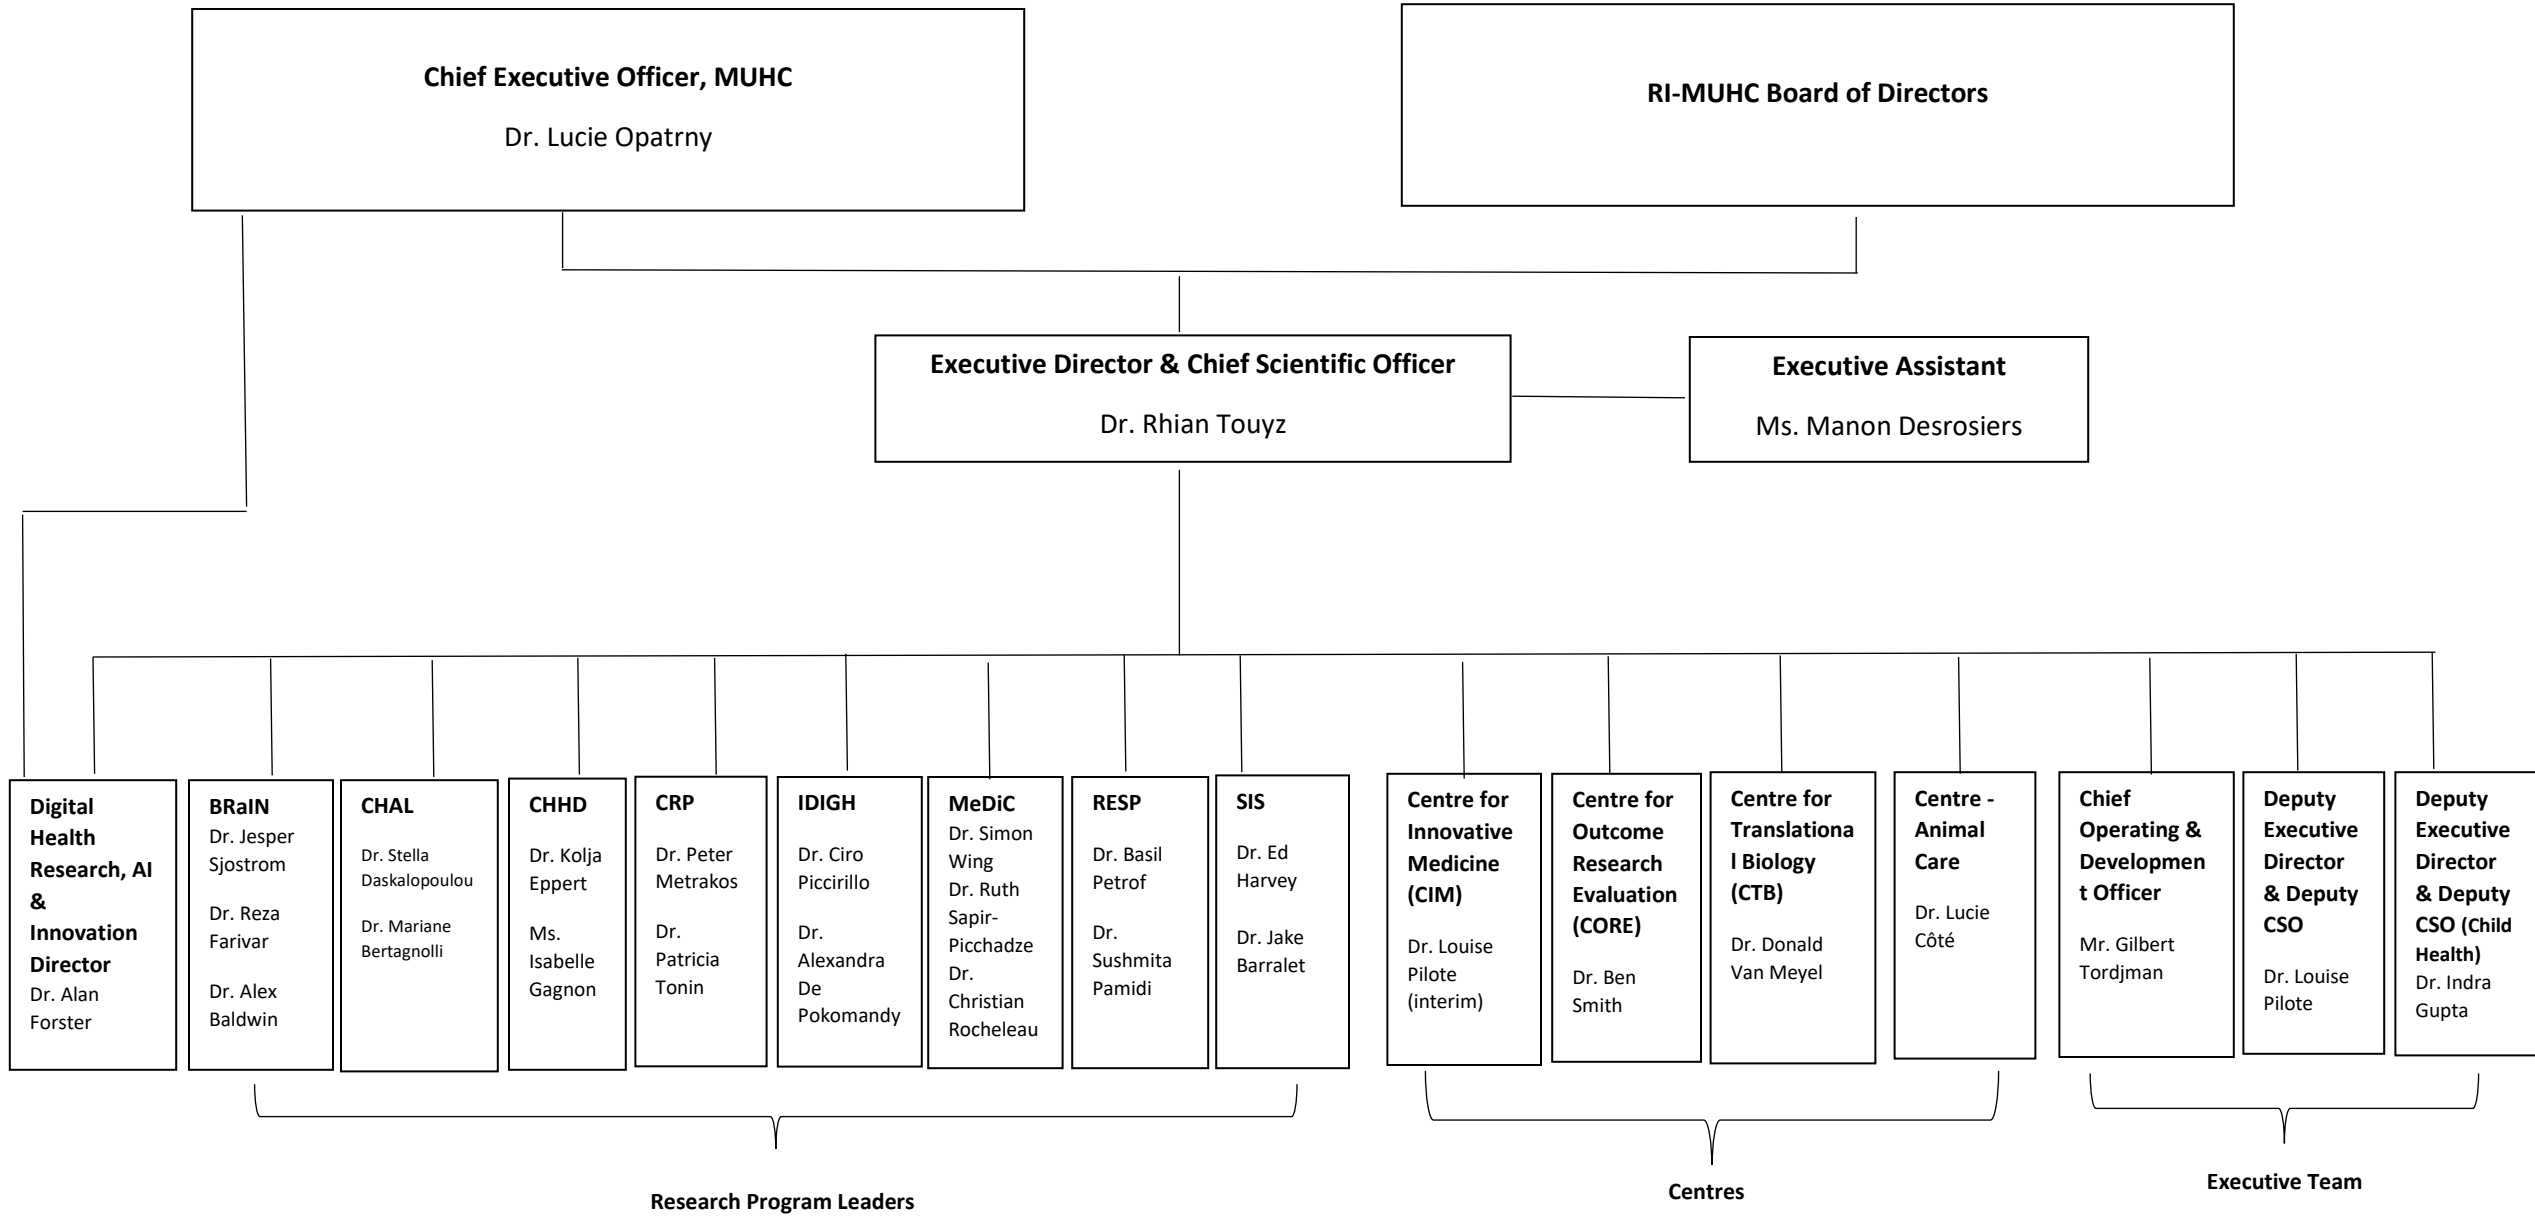 Chief Executive Officer, MUHC
Dr. Lucie Opatrny
RI-MUHC Board of Directors
Executive Director & Chief Scientific Officer
Dr. Rhian Touyz
Executive Assistant
Ms. Manon Desrosiers
Digital
Health
Research, AI
&
Innovation
Director
Dr. Alan
Forster
BRaIN
Dr. Jesper
Sjostrom
Dr. Reza
Farivar
Dr. Alex
Baldwin
CHAL
Dr. Stella
Daskalopoulou
Dr. Mariane
Bertagnolli
CHHD
Dr. Kolja
Eppert
Ms.
Isabelle
Gagnon
CRP
Dr. Peter
Metrakos
Dr.
Patricia
Tonin
IDIGH
Dr. Ciro
Piccirillo
Dr.
Alexandra
De
Pokomandy
MeDiC
Dr. Simon
Wing
Dr. Ruth
Sapir-
Picchadze
Dr.
Christian
Rocheleau
RESP
Dr. Basil
Petrof
Dr.
Sushmita
Pamidi
SIS
Dr. Ed
Harvey
Dr. Jake
Barralet
Centre for
Innovative
Medicine
(CIM)
Dr. Louise
Pilote
(interim)
Centre for
Outcome
Research
Evaluation
(CORE)
Dr. Ben
Smith
Centre for
Translationa
l Biology
(CTB)
Dr. Donald
Van Meyel
Centre -
Animal
Care
Dr. Lucie
Côté
Chief
Operating &
Developmen
t Officer
Mr. Gilbert
Tordjman
Deputy
Executive
Director
& Deputy
CSO
Dr. Louise
Pilote
Deputy
Executive
Director
& Deputy
CSO (Child
Health)
Dr. Indra
Gupta
Research Program Leaders
Centres
Executive Team